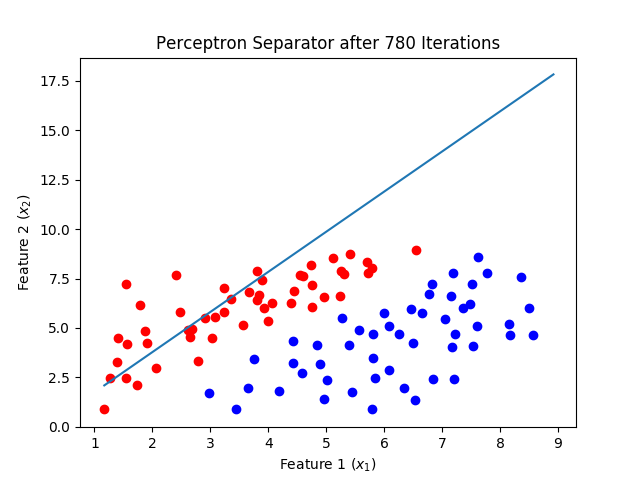 Perceptron Separator after 780 Iterations
17.5
15.0
12.5
10.0
7.5
5.0
2.5
0.0
Feature 2 (x₂)
1 2 3 4 5 6 7 8 9
Feature 1 (x₁)